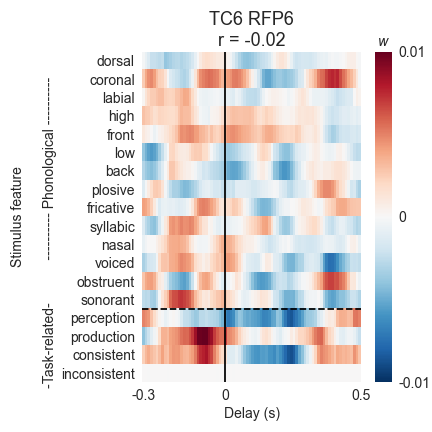 TC6 RFP6
r = -0.02
w
0.01
0
-0.01
Stimulus feature
---------- Phonological ----------
-Task-related-
dorsal
coronal
labial
high
front
low
back
plosive
fricative
syllabic
nasal
voiced
obstruent
sonorant
perception
production
consistent
inconsistent
-0.3
0
0.5
Delay (s)